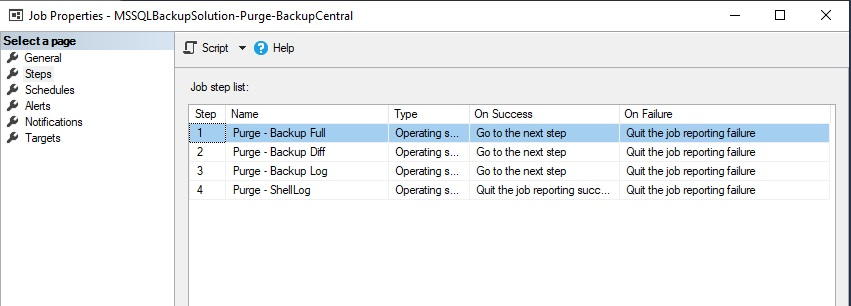 Job Properties - MSSQLBackupSolution-Purge-BackupCentral
Select a page
General
Steps
Schedules
Alerts
Notifications
Targets
Script Help
Job step list:
Step Name Type On Success On Failure
1 Purge - Backup Full Operating s... Go to the next step Quit the job reporting failure
2 Purge - Backup Diff Operating s... Go to the next step Quit the job reporting failure
3 Purge - Backup Log Operating s... Go to the next step Quit the job reporting failure
4 Purge - ShellLog Operating s... Quit the job reporting succ... Quit the job reporting failure